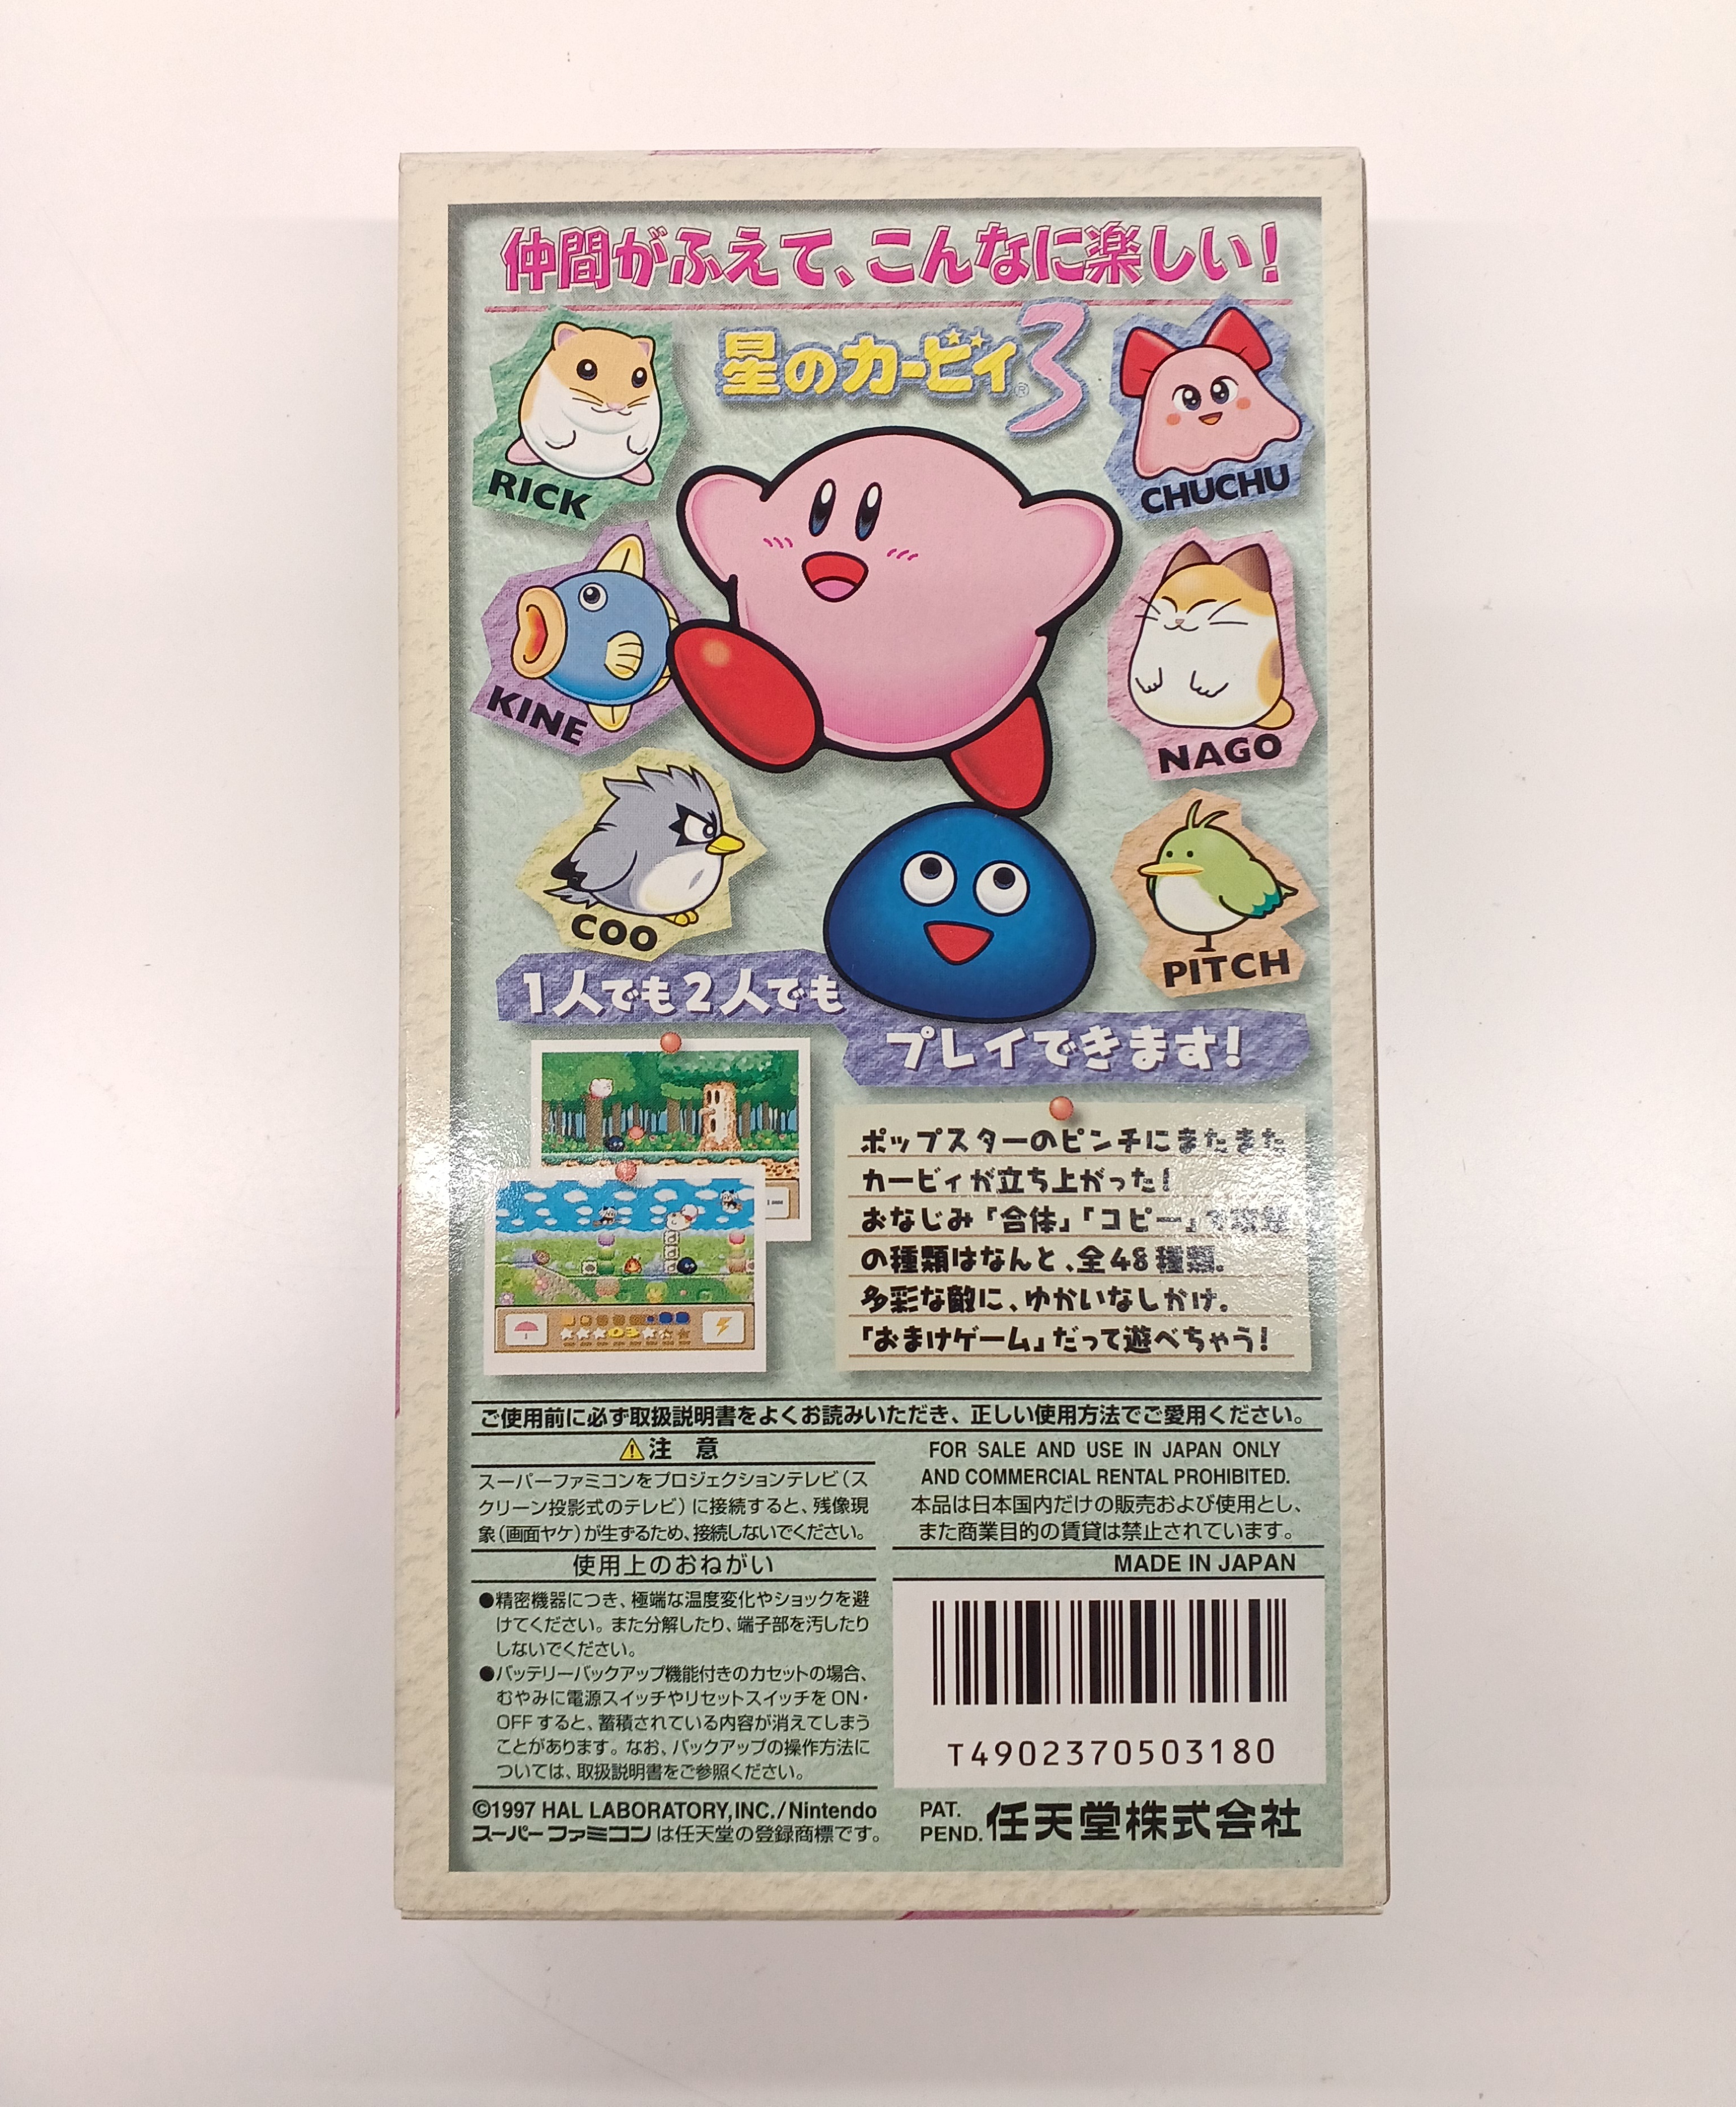 仲間がふえて、こんなに楽しい!
星のカービィ3
®
RICK
CHUCHU
KINE
NAGO
COO
PITCH
1人でも2人でも
プレイできます!
ポップスターのピンチにまたまた
カービィが立ち上がった!
おなじみ「合体」「コピー」
の種類はなんと、全48種類。
多彩な敵に、ゆかいなしかけ。
「おまけゲーム」だって遊べちゃう!
ご使用前に必ず取扱説明書をよくお読みいただき、正しい使用方法でご愛用ください。
⚠注 意
スーパーファミコンをプロジェクションテレビ(ス
クリーン投影式のテレビ)に接続すると、残像現
象(画面ヤケ)が生ずるため、接続しないでください。
使用上のおねがい
●精密機器につき、極端な温度変化やショックを避
けてください。また分解したり、端子部を汚したり
しないでください。
●バッテリーバックアップ機能付きのカセットの場合、
むやみに電源スイッチやリセットスイッチをON・
OFFすると、蓄積されている内容が消えてしまう
ことがあります。なお、バックアップの操作方法に
ついては、取扱説明書をご参照ください。
©1997 HAL LABORATORY,INC./Nintendo
スーパーファミコンは任天堂の登録商標です。
FOR SALE AND USE IN JAPAN ONLY
AND COMMERCIAL RENTAL PROHIBITED.
本品は日本国内だけの販売および使用とし、
また商業目的の賃貸は禁止されています。
MADE IN JAPAN
T4902370503180
PAT.
PEND.
任天堂株式会社